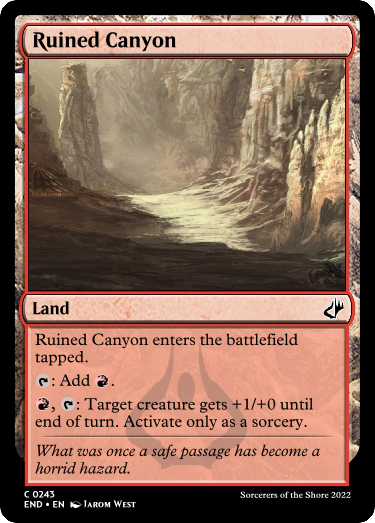 Ruined Canyon
Land
Ruined Canyon enters the battlefield
tapped.
: Add .
, : Target creature gets +1/+0 until
end of turn. Activate only as a sorcery.
What was once a safe passage has become a
horrid hazard.
C 0243
END • EN Jarom West
Sorcerers of the Shore 2022